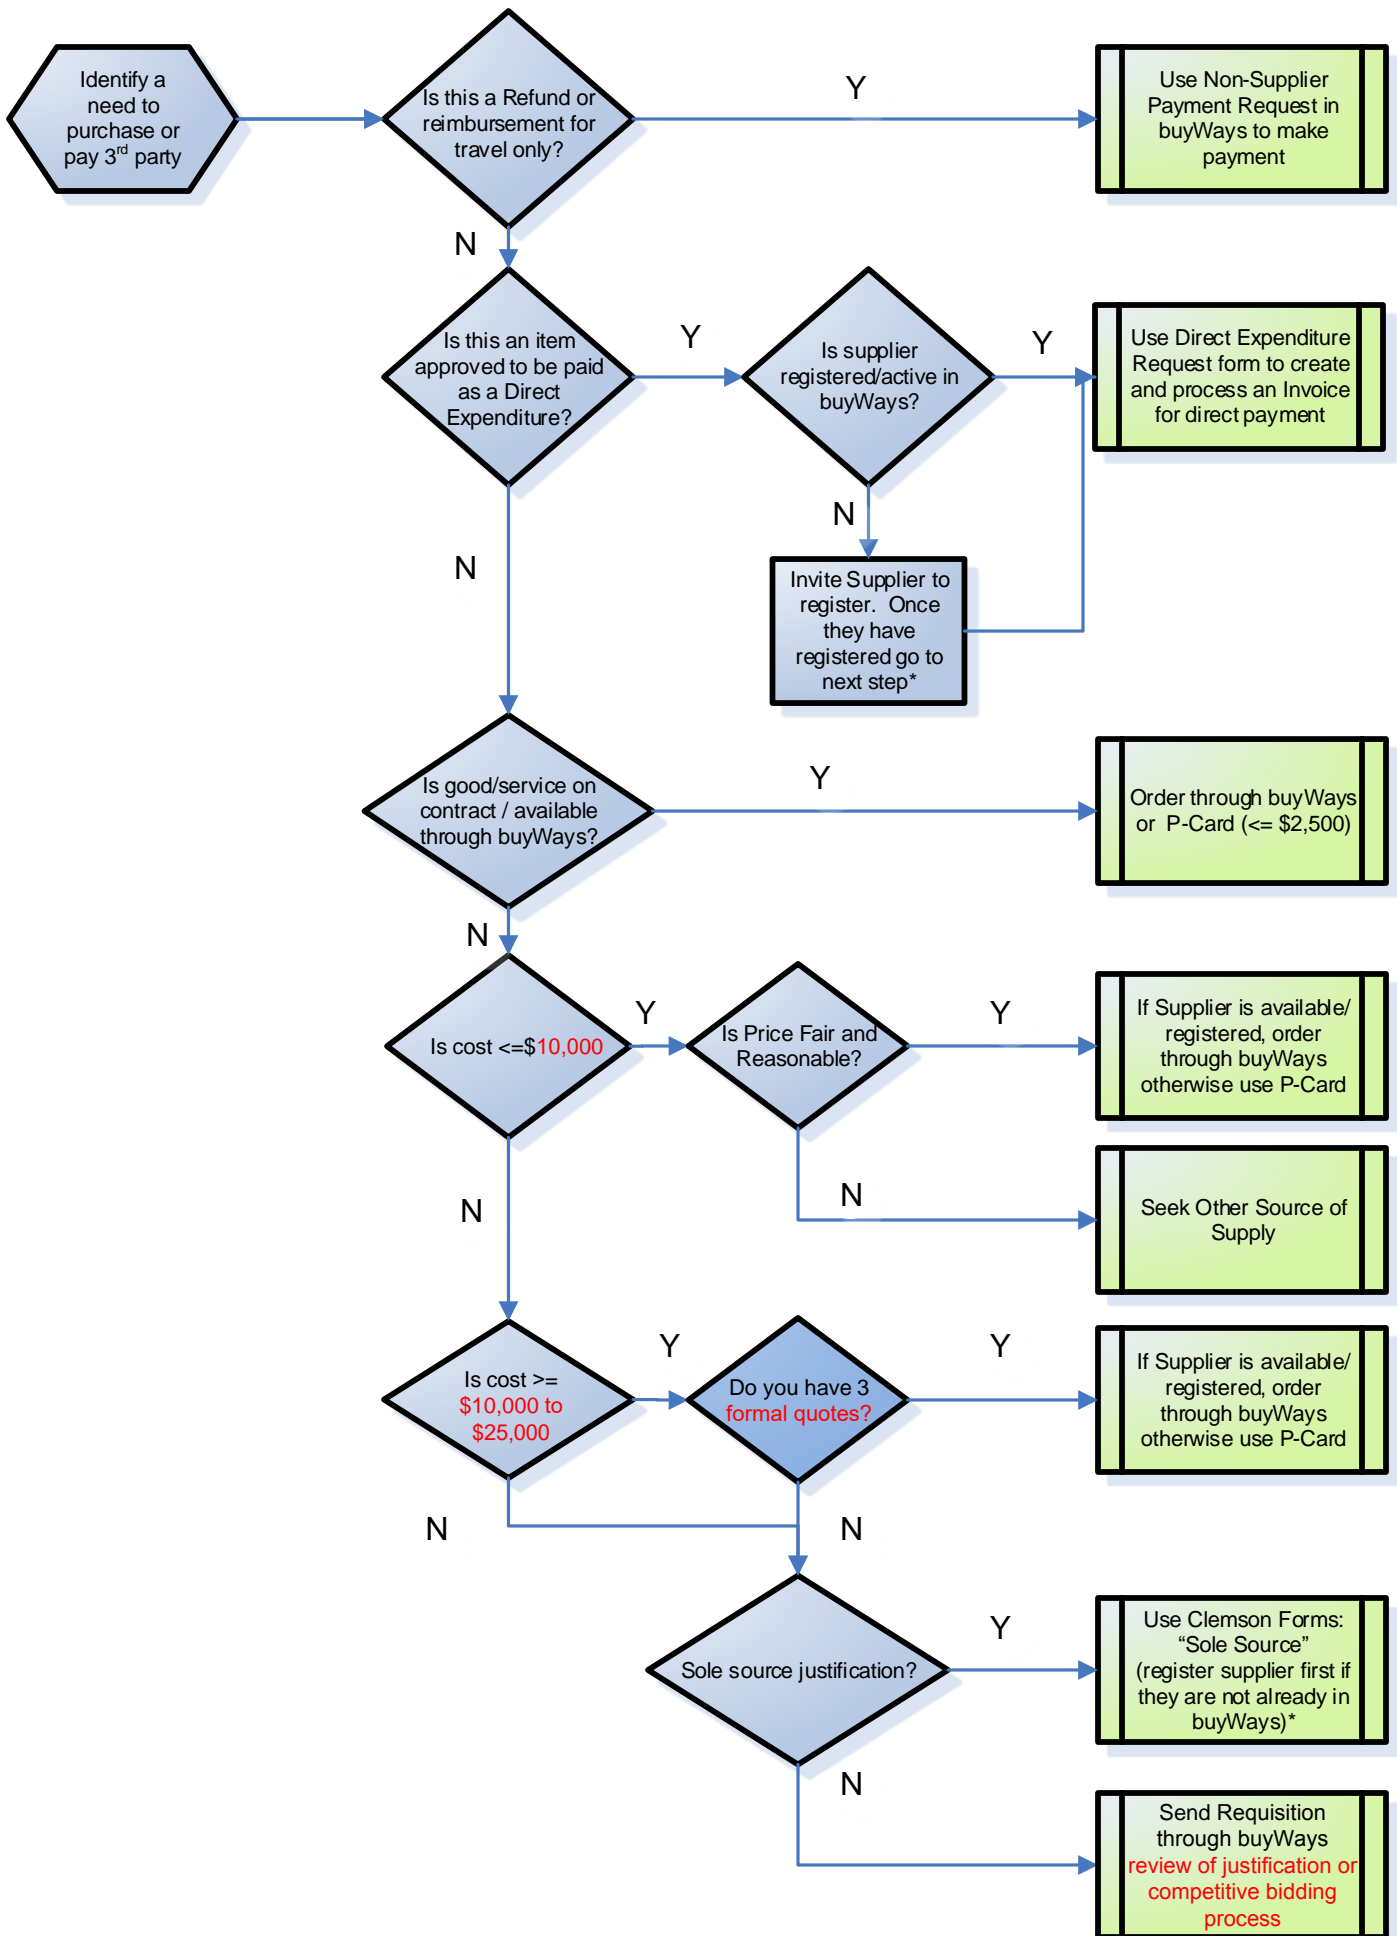 Identify a
need to
purchase or
pay 3rd party
Is this a Refund or
reimbursement for
travel only?
Y
Use Non-Supplier
Payment Request in
buyWays to make
payment
N
Is this an item
approved to be paid
as a Direct
Expenditure?
Y
Is supplier
registered/active in
buyWays?
Y
Use Direct Expenditure
Request form to create
and process an Invoice
for direct payment
N
N
Invite Supplier to
register. Once
they have
registered go to
next step*
Is good/service on
contract / available
through buyWays?
Y
Order through buyWays
or P-Card (<= $2,500)
N
Is cost <=$10,000
Y
Is Price Fair and
Reasonable?
Y
If Supplier is available/
registered, order
through buyWays
otherwise use P-Card
N
N
Seek Other Source of
Supply
Is cost >=
$10,000 to
$25,000
Y
Do you have 3
formal quotes?
Y
If Supplier is available/
registered, order
through buyWays
otherwise use P-Card
N
N
Sole source justification?
Y
Use Clemson Forms:
“Sole Source”
(register supplier first if
they are not already in
buyWays)*
N
Send Requisition
through buyWays
review of justification or
competitive bidding
process